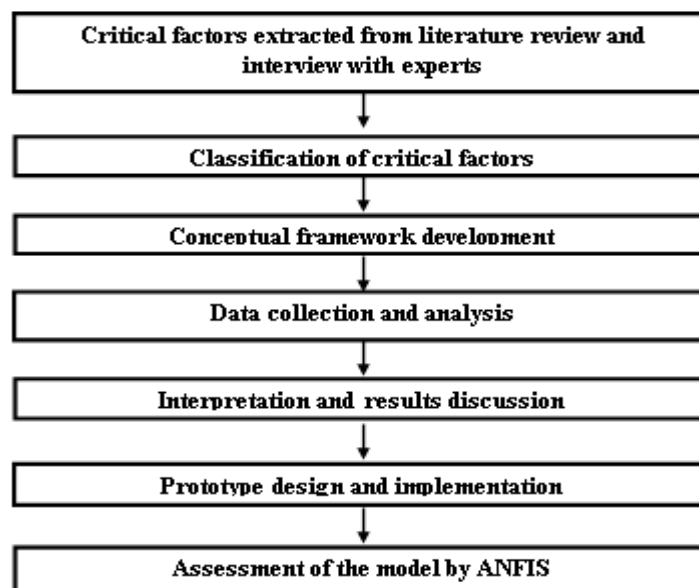 Critical factors extracted from literature review and
interview with experts
Classification of critical factors
Conceptual framework development
Data collection and analysis
Interpretation and results discussion
Prototype design and implementation
Assessment of the model by ANFIS